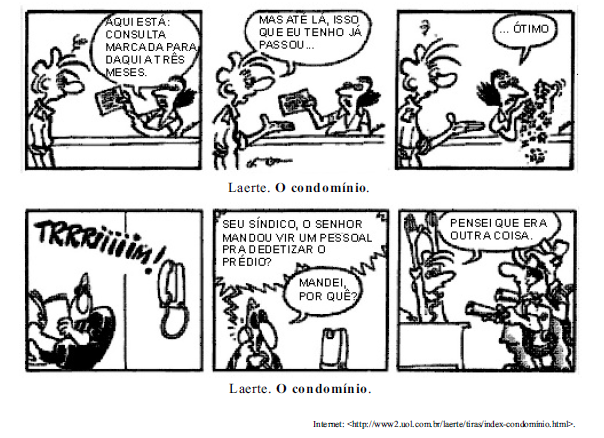 AQUI ESTÁ:
CONSULTA
MARCADA PARA
DAQUI A TRÊS
MESES.
MAS ATÉ LÁ, ISSO
QUE EU TENHO JÁ
PASSOU...
... ÓTIMO
Laerte. O condomínio.
TRRRIIIIIIM!
SEU SÍNDICO, O SENHOR
MANDOU VIR UM PESSOAL
PRA DEDETIZAR O
PRÉDIO?
MANDEI,
POR QUÊ?
PENSEI QUE ERA
OUTRA COISA.
Laerte. O condomínio.
Internet: <http://www2.uol.com.br/laerte/tiras/index-condominio.html>.